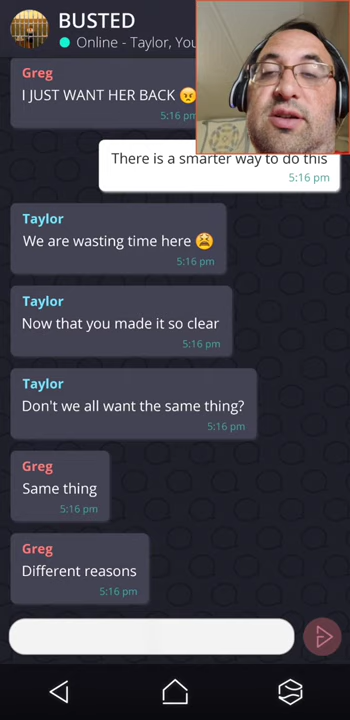 BUSTED
Online - Taylor, You
Greg
I JUST WANT HER BACK 😠
5:16 pm
There is a smarter way to do this
5:16 pm
Taylor
We are wasting time here 😫
5:16 pm
Taylor
Now that you made it so clear
5:16 pm
Taylor
Don't we all want the same thing?
5:16 pm
Greg
Same thing
5:16 pm
Greg
Different reasons
5:16 pm